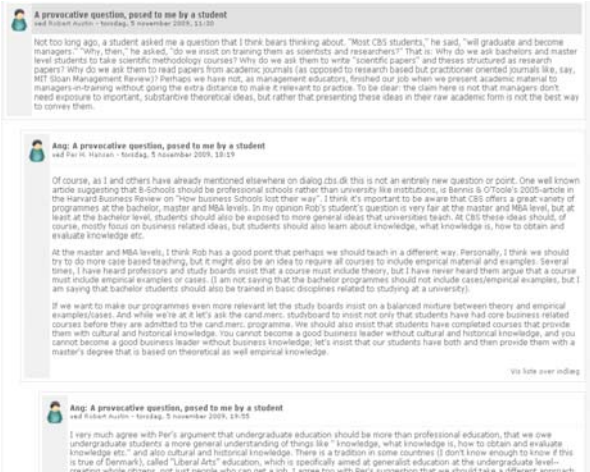 A provocative question, posed to me by a student
ved Robert Austin - torsdag, 5 november 2009, 11:35
Not too long ago, a student asked me a question that I think bears thinking about. "Most CBS students," he said, "will graduate and become
managers." "Why, then," he asked, "do we insist on training them as scientists and researchers?" That is: Why do we ask bachelors and master
level students to take scientific methodology courses? Why do we ask them to write "scientific papers" and theses structured as research
papers? Why do we ask them to read papers from academic journals (as opposed to research based but practitioner oriented journals like, say,
MIT Sloan Management Review)? Perhaps we have not, as management educators, finished our job when we present academic material to
managers-in-training without going the extra distance to make it relevant to practice. To be clear: the claim here is not that managers don't
need exposure to important, substantive theoretical ideas, but rather that presenting these ideas in their raw academic form is not the best way
to convey them.
Ang: A provocative question, posed to me by a student
ved Per H. Hansen - torsdag, 5 november 2009, 18:19
Of course, as I and others have already mentioned elsewhere on dialog.cbs.dk this is not an entirely new question or point. One well known
article suggesting that B-Schools should be professional schools rather than university like institutions, is Bennis & O'Toole's 2005-article in
the Harvard Business Review on "How business Schools lost their way". I think it's important to be aware that CBS offers a great variety of
programmes at the bachelor, master and MBA levels. In my opinion Rob's student's question is very fair at the master and MBA level, but at
least at the bachelor level, students should also be exposed to more general ideas that universities teach. At CBS these ideas should, of
course, mostly focus on business related ideas, but students should also learn about knowledge, what knowledge is, how to obtain and
evaluate knowledge etc.
At the master and MBA levels, I think Rob has a good point that perhaps we should teach in a different way. Personally, I think we should
try to do more case based teaching, but it might also be an idea to require all courses to include empirical material and examples. Several
times, I have heard professors and study boards insist that a course must include theory, but I have never heard them argue that a course
must include empirical examples or cases. (I am not saying that the bachelor programmes should not include cases/empirical examples, but I
am saying that bachelor students should also be trained in basic disciplines related to studying at a university).
If we want to make our programmes even more relevant let the study boards insist on a balanced mixture between theory and empirical
examples/cases. And while we're at it let's ask the cand.merc. studyboard to insist not only that students have had core business related
courses before they are admitted to the cand.merc. programme. We should also insist that students have completed courses that provide
them with cultural and historical knowledge. You cannot become a good business leader without cultural and historical knowledge, and you
cannot become a good business leader without business knowledge; let's insist that our students have both and then provide them with a
master's degree that is based on theoretical as well empirical knowledge.
Vis liste over indlæg
Ang: A provocative question, posed to me by a student
ved Robert Austin - torsdag, 5 november 2009, 19:55
I very much agree with Per's argument that undergraduate education should be more than professional education, that we owe
undergraduate students a more general understanding of things like " knowledge, what knowledge is, how to obtain and evaluate
knowledge etc." and also cultural and historical knowledge. There is a tradition in some countries (I don't know enough to know if this
is true of Denmark), called "Liberal Arts" education, which is specifically aimed at generalist education at the undergraduate level--
creating whole citizens, not just people who can get a job. I agree too with Per's suggestion that we should take a different approach